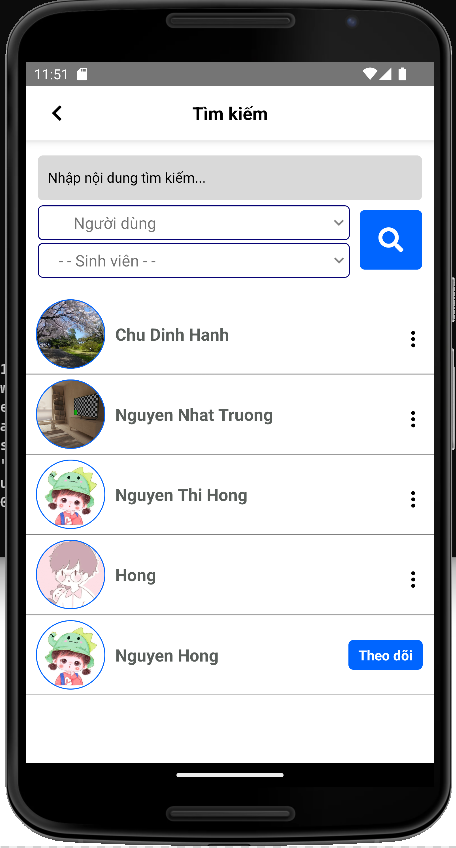 11:51
Tìm kiếm
Nhập nội dung tìm kiếm...
Người dùng
- - Sinh viên - -
Chu Dinh Hanh
Nguyen Nhat Truong
Nguyen Thi Hong
Hong
Nguyen Hong
Theo dõi